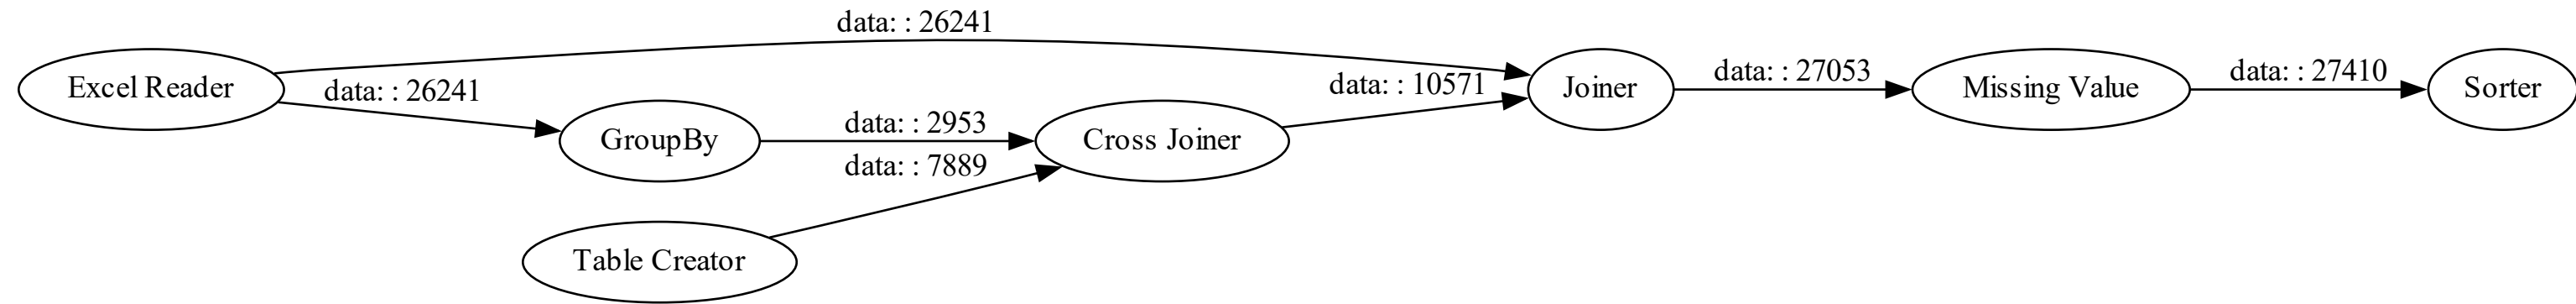 data: : 26241
Excel Reader
data: : 26241
GroupBy
data: : 2953
data: : 7889
Table Creator
Cross Joiner
data: : 10571
Joiner
data: : 27053
Missing Value
data: : 27410
Sorter